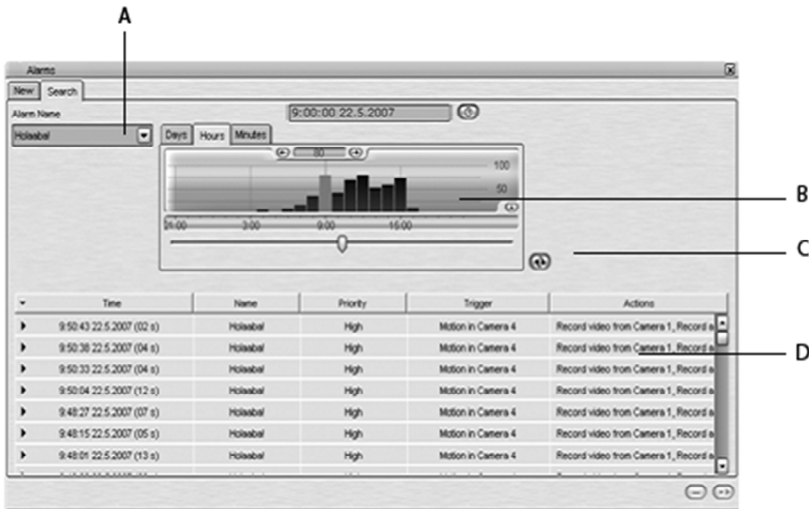 A
Alarms
New Search
Alarm Name
Holaabal
9:00:00 22.5.2007
Days Hours Minutes
80
100
50
21:00 3:00 9:00 15:00
B
C
Time Name Priority Trigger Actions
9:50:43 22.5.2007 (02 s) Holaabal High Motion in Camera 4 Record video from Camera 1, Record a
9:50:38 22.5.2007 (04 s) Holaabal High Motion in Camera 4 Record video from Camera 1, Record a
9:50:33 22.5.2007 (04 s) Holaabal High Motion in Camera 4 Record video from Camera 1, Record a
D
9:50:04 22.5.2007 (12 s) Holaabal High Motion in Camera 4 Record video from Camera 1, Record a
9:48:27 22.5.2007 (07 s) Holaabal High Motion in Camera 4 Record video from Camera 1, Record a
9:48:15 22.5.2007 (05 s) Holaabal High Motion in Camera 4 Record video from Camera 1, Record a
9:48:01 22.5.2007 (13 s) Holaabal High Motion in Camera 4 Record video from Camera 1, Record a